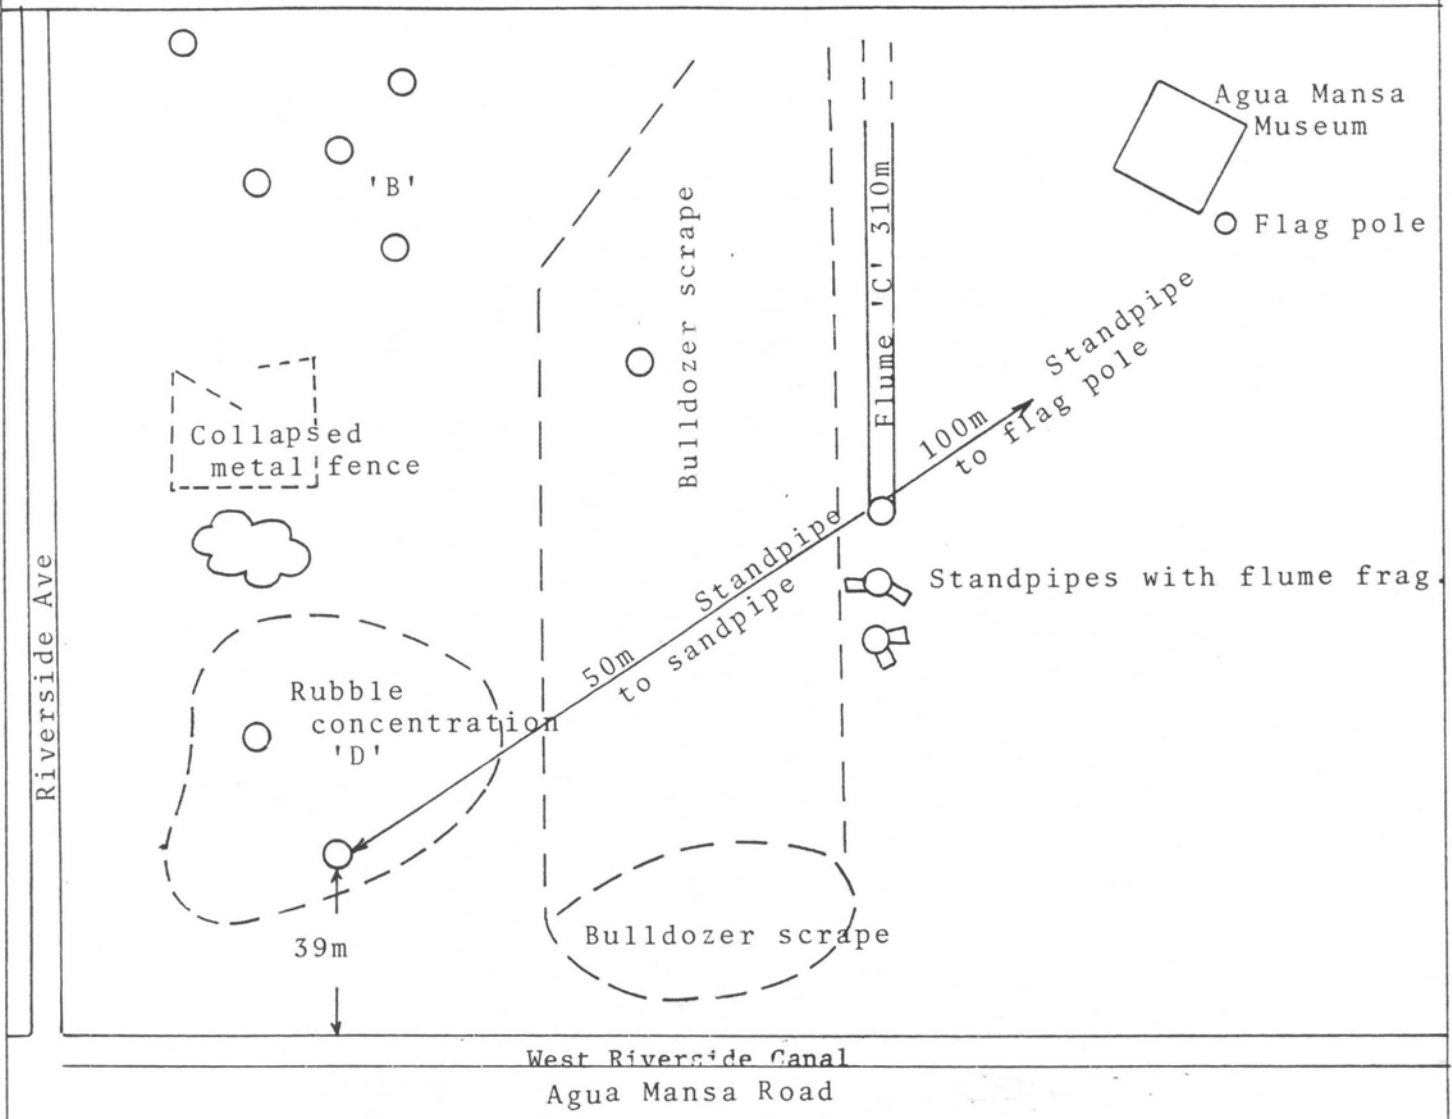 Agua Mansa
Museum
'B'
Flag pole
Bulldozer scrape
Flume 'C' 310m
Standpipe
to flag pole
100m
Collapsed
metal fence
Standpipe
to sandpipe
50m
Standpipes with flume frag.
Riverside Ave
Rubble
concentration
'D'
39m
Bulldozer scrape
West Riverside Canal
Agua Mansa Road